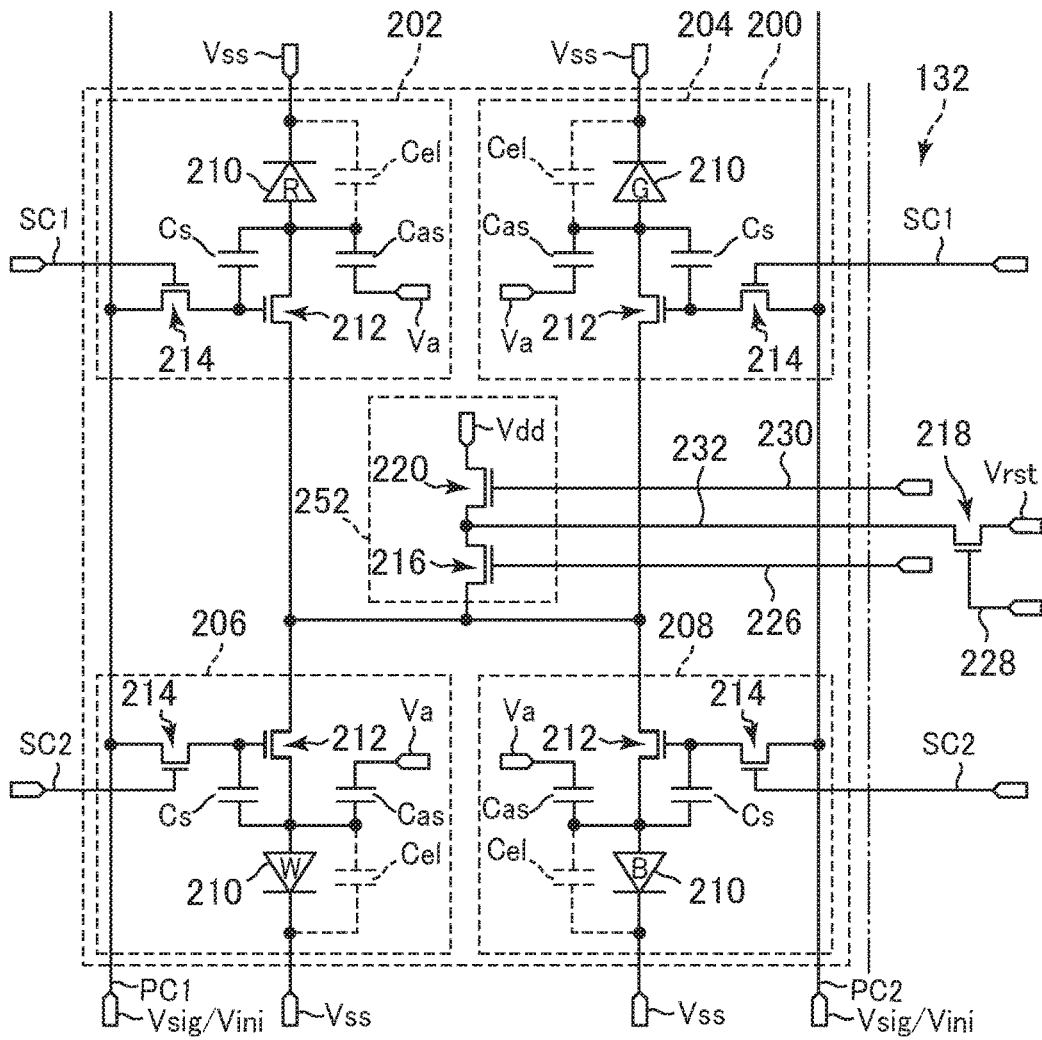 202
204
200
Vss
Vss
132
210
R
Cel
Cel
G
210
SC1
Cs
Cas
Cas
Cs
SC1
214
212
Va
Va
212
214
Vdd
232
230
218
Vrst
220
252
216
206
208
226
228
214
212
Va
Va
212
214
SC2
SC2
Cs
Cas
Cas
Cs
210
W
Cel
Cel
B
210
PC1
Vsig/Vini
Vss
Vss
PC2
Vsig/Vini